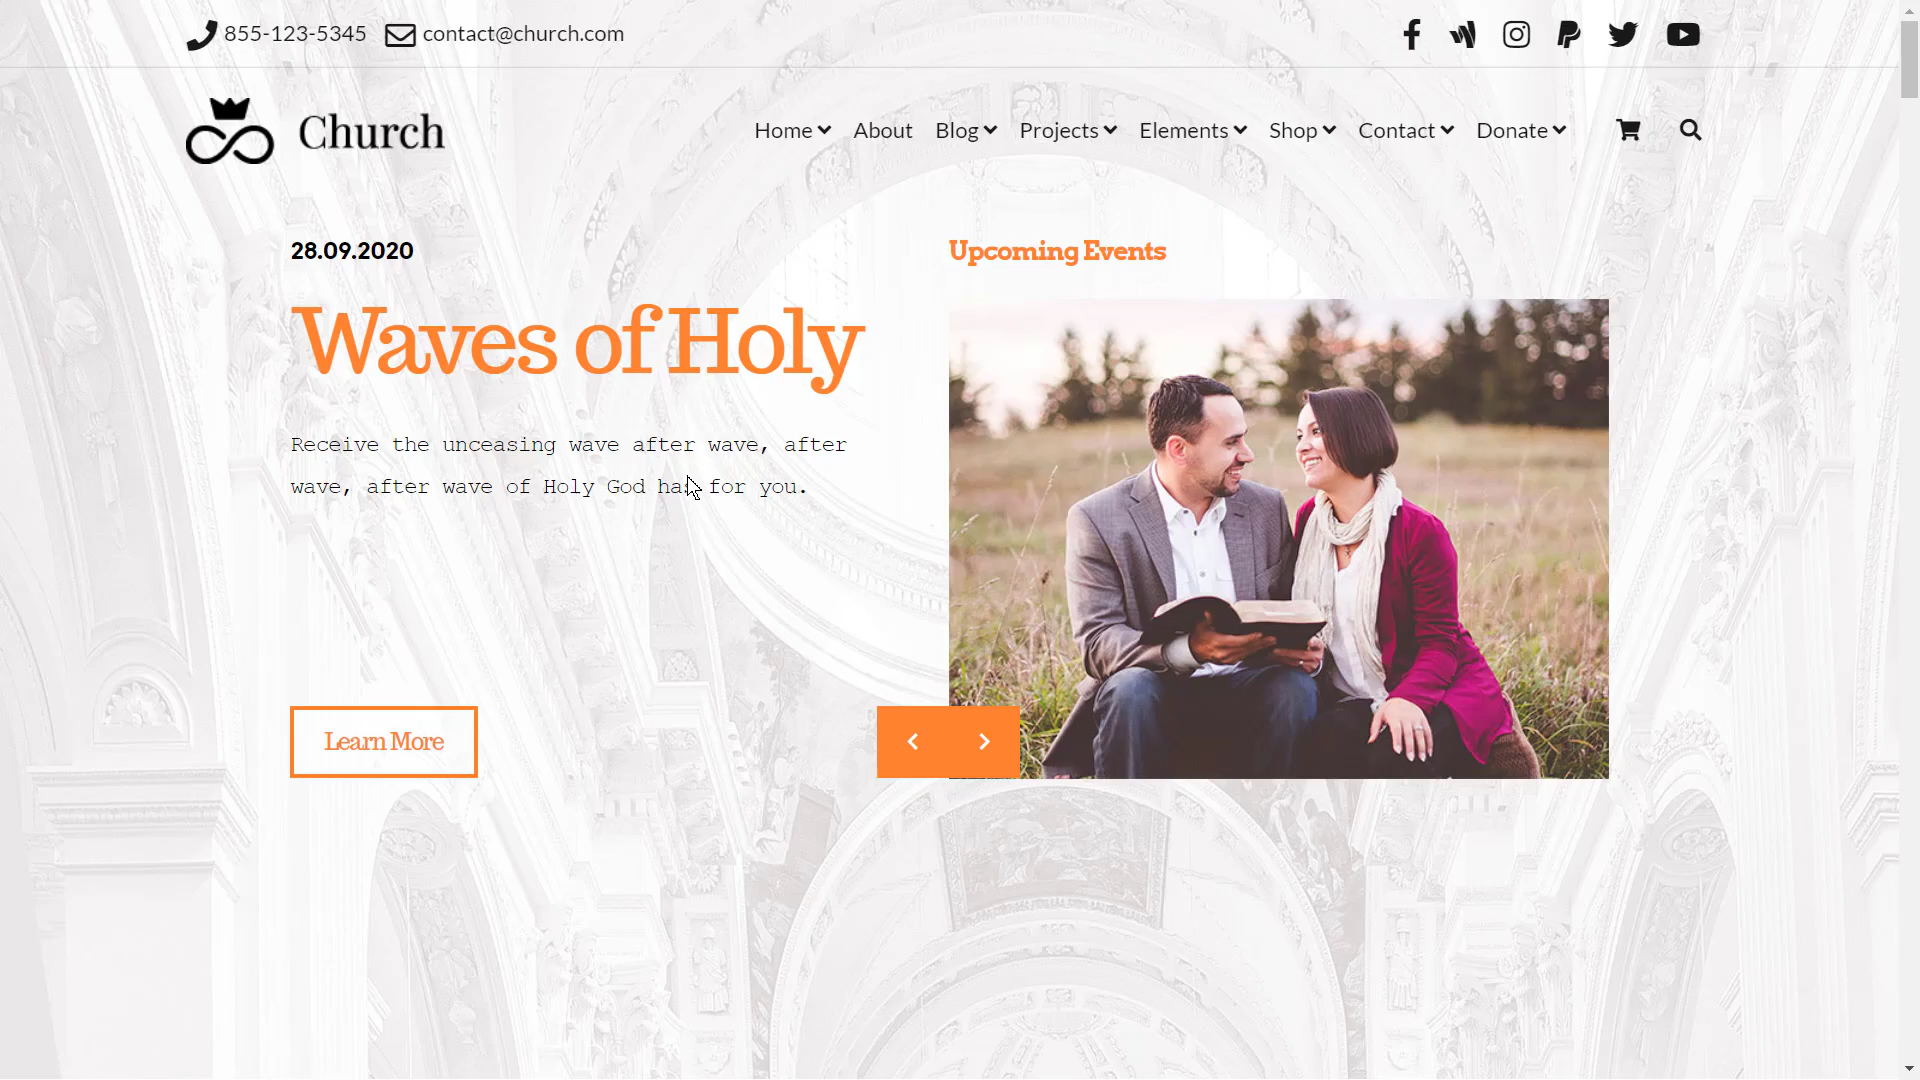 855-123-5345 contact@church.com
Church
Home About Blog Projects Elements Shop Contact Donate
28.09.2020
Waves of Holy
Receive the unceasing wave after wave, after
wave, after wave of Holy God has for you.
Learn More
Upcoming Events